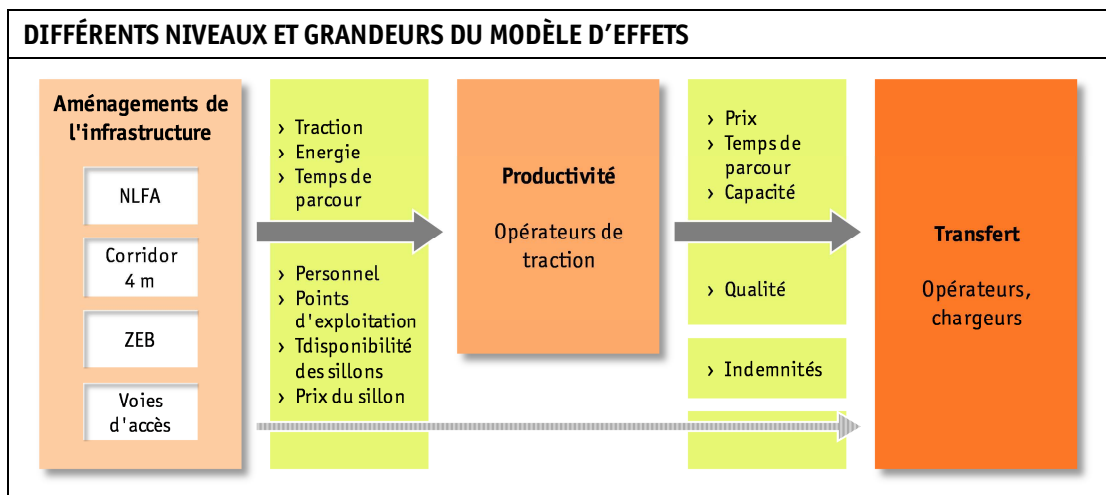 DIFFÉRENTS NIVEAUX ET GRANDEURS DU MODÈLE D’EFFETS
Aménagements de
l'infrastructure
NLFA
Corridor
4 m
ZEB
Voies
d'accès
› Traction
› Energie
› Temps de
parcour
› Personnel
› Points
d'exploitation
› Tdisponibilité
des sillons
› Prix du sillon
Productivité
Opérateurs de
traction
› Prix
› Temps de
parcour
› Capacité
› Qualité
› Indemnités
Transfert
Opérateurs,
chargeurs